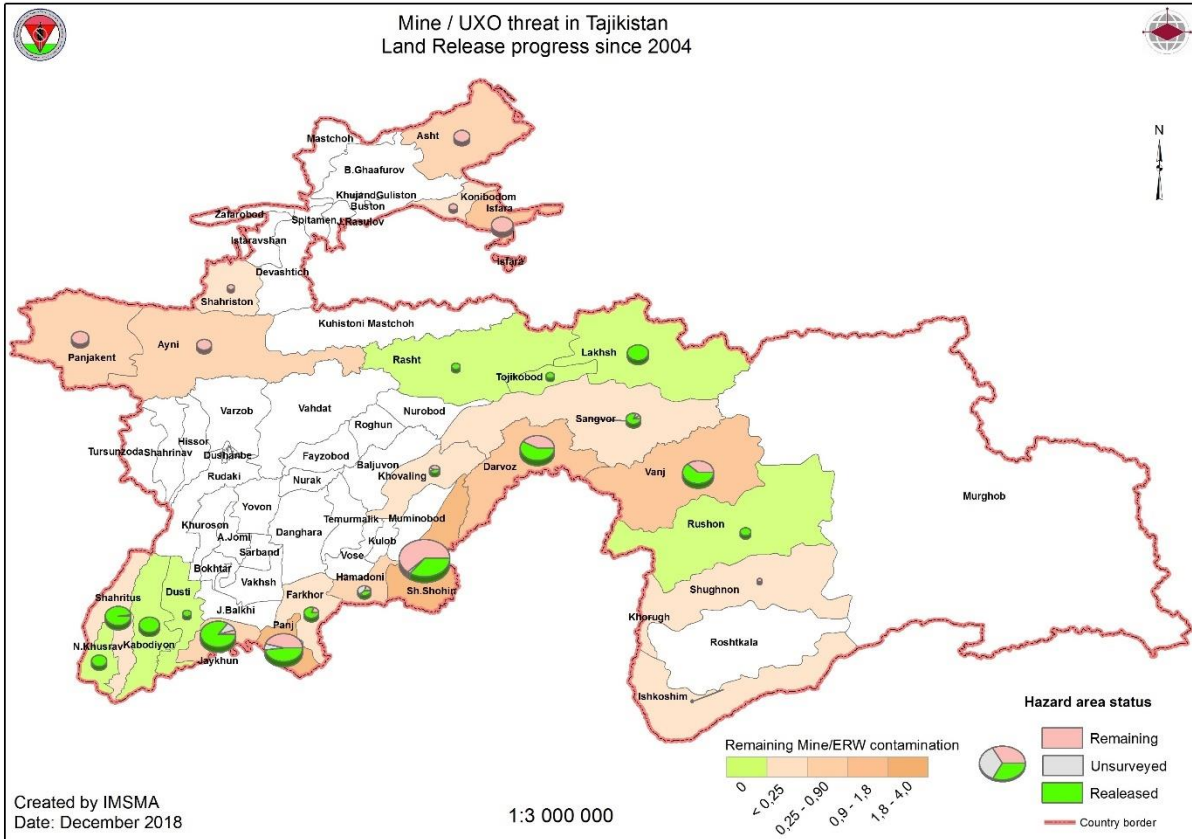 Mine / UXO threat in Tajikistan
Land Release progress since 2004
N
Mastchoh
Asht
B.Ghaafurov
Khujand Guliston
Konibodom
Buston
Isfara
Zafarobod
Spitamen
J.Rasulov
Istaravshan
Isfara
Devashtich
Shahriston
Kuhistoni Mastchoh
Panjakent
Ayni
Rasht
Lakhsh
Tojikobod
Varzob
Vahdat
Nurobod
Sangvor
Roghun
Tursunzoda
Shahrinav
Hissor
Dushanbe
Fayzobod
Baljuvon
Khovaling
Darvoz
Vanj
Rudaki
Nurak
Murghob
Yovon
Khuroson
Temurmalik
Muminobod
Rushon
A.Jomi
Danghara
Kulob
Sarband
Vose
Bokhtar
Vakhsh
Hamadoni
Sh.Shohin
Shughnon
Shahritus
Dusti
Farkhor
J.Balkhi
Khorugh
Panj
Roshtkala
N.Khusrav
Kabodiyon
Jaykhun
Ishkoshim
Hazard area status
Remaining
Unsurveyed
Realeased
Country border
Remaining Mine/ERW contamination
0
< 0.25
0,25 - 0,90
0,9 - 1,8
1,8 - 4,0
Created by IMSMA
Date: December 2018
1:3 000 000